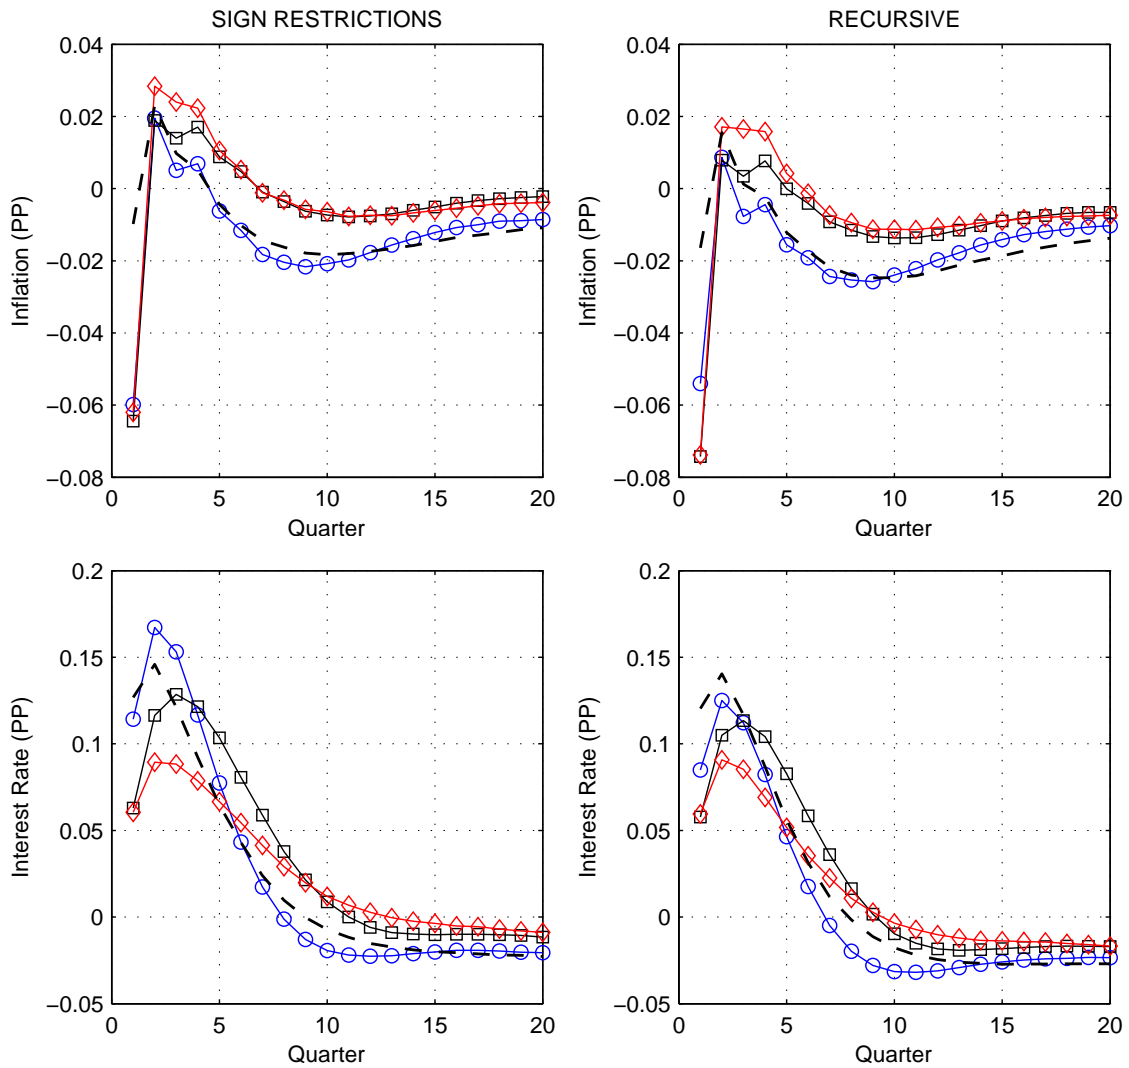 SIGN RESTRICTIONS
RECURSIVE
0.04
0.02
0
−0.02
−0.04
−0.06
−0.08
Inflation (PP)
0 5 10 15 20
Quarter
0.04
0.02
0
−0.02
−0.04
−0.06
−0.08
Inflation (PP)
0 5 10 15 20
Quarter
0.2
0.15
0.1
0.05
0
−0.05
Interest Rate (PP)
0 5 10 15 20
Quarter
0.2
0.15
0.1
0.05
0
−0.05
Interest Rate (PP)
0 5 10 15 20
Quarter